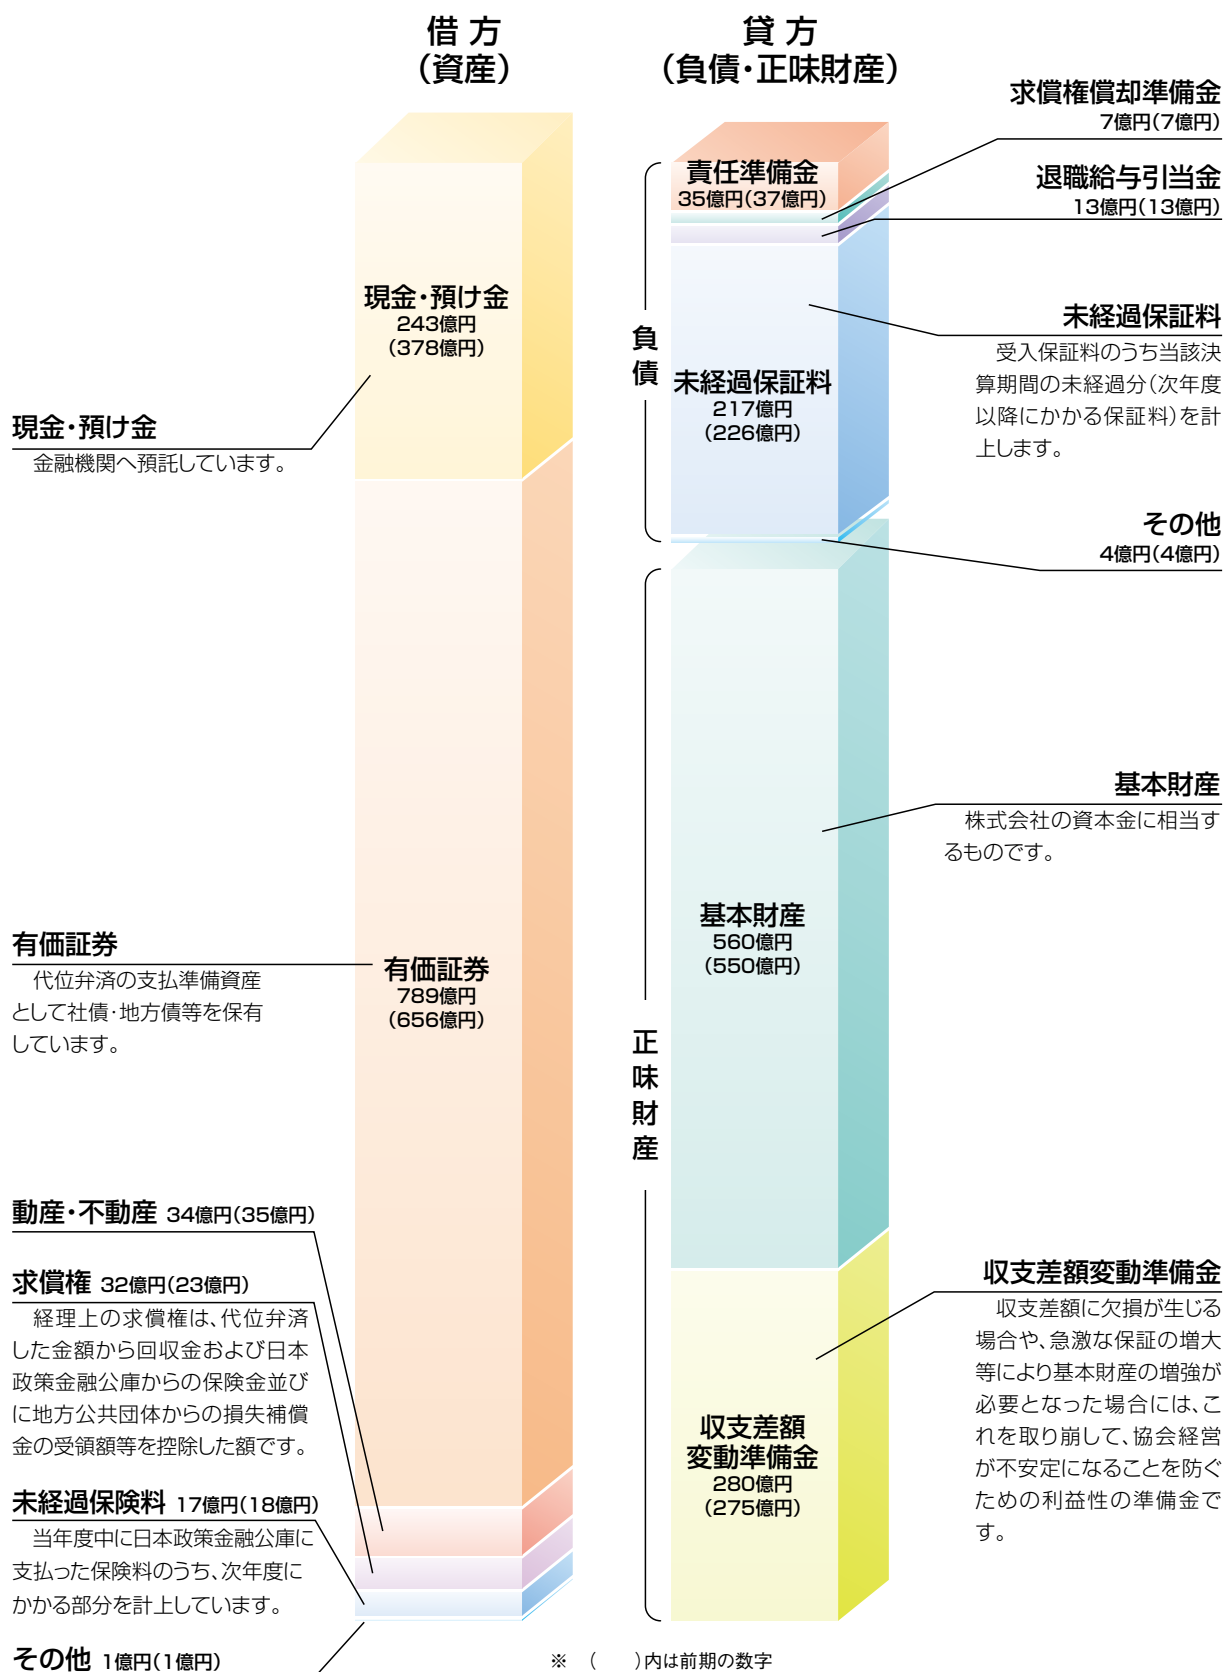 借方
（資産）
現金・預け金
243億円
（378億円）
現金・預け金
金融機関へ預託しています。
有価証券
代位弁済の支払準備資産
として社債・地方債等を保有
しています。
有価証券
789億円
（656億円）
動産・不動産 34億円（35億円）
求償権 32億円（23億円）
経理上の求償権は、代位弁済
した金額から回収金および日本
政策金融公庫からの保険金並び
に地方公共団体からの損失補償
金の受領額等を控除した額です。
未経過保険料 17億円（18億円）
当年度中に日本政策金融公庫に
支払った保険料のうち、次年度に
かかる部分を計上しています。
その他 1億円（1億円）
貸方
（負債・正味財産）
負債
責任準備金
35億円（37億円）
求償権償却準備金
7億円（7億円）
退職給与引当金
13億円（13億円）
未経過保証料
217億円
（226億円）
未経過保証料
受入保証料のうち当該決
算期間の未経過分（次年度
以降にかかる保証料）を計
上します。
その他
4億円（4億円）
正味財産
基本財産
560億円
（550億円）
基本財産
株式会社の資本金に相当す
るものです。
収支差額
変動準備金
280億円
（275億円）
収支差額変動準備金
収支差額に欠損が生じる
場合や、急激な保証の増大
等により基本財産の増強が
必要となった場合には、こ
れを取り崩して、協会経営
が不安定になることを防ぐ
ための利益性の準備金で
す。
※ （　　）内は前期の数字